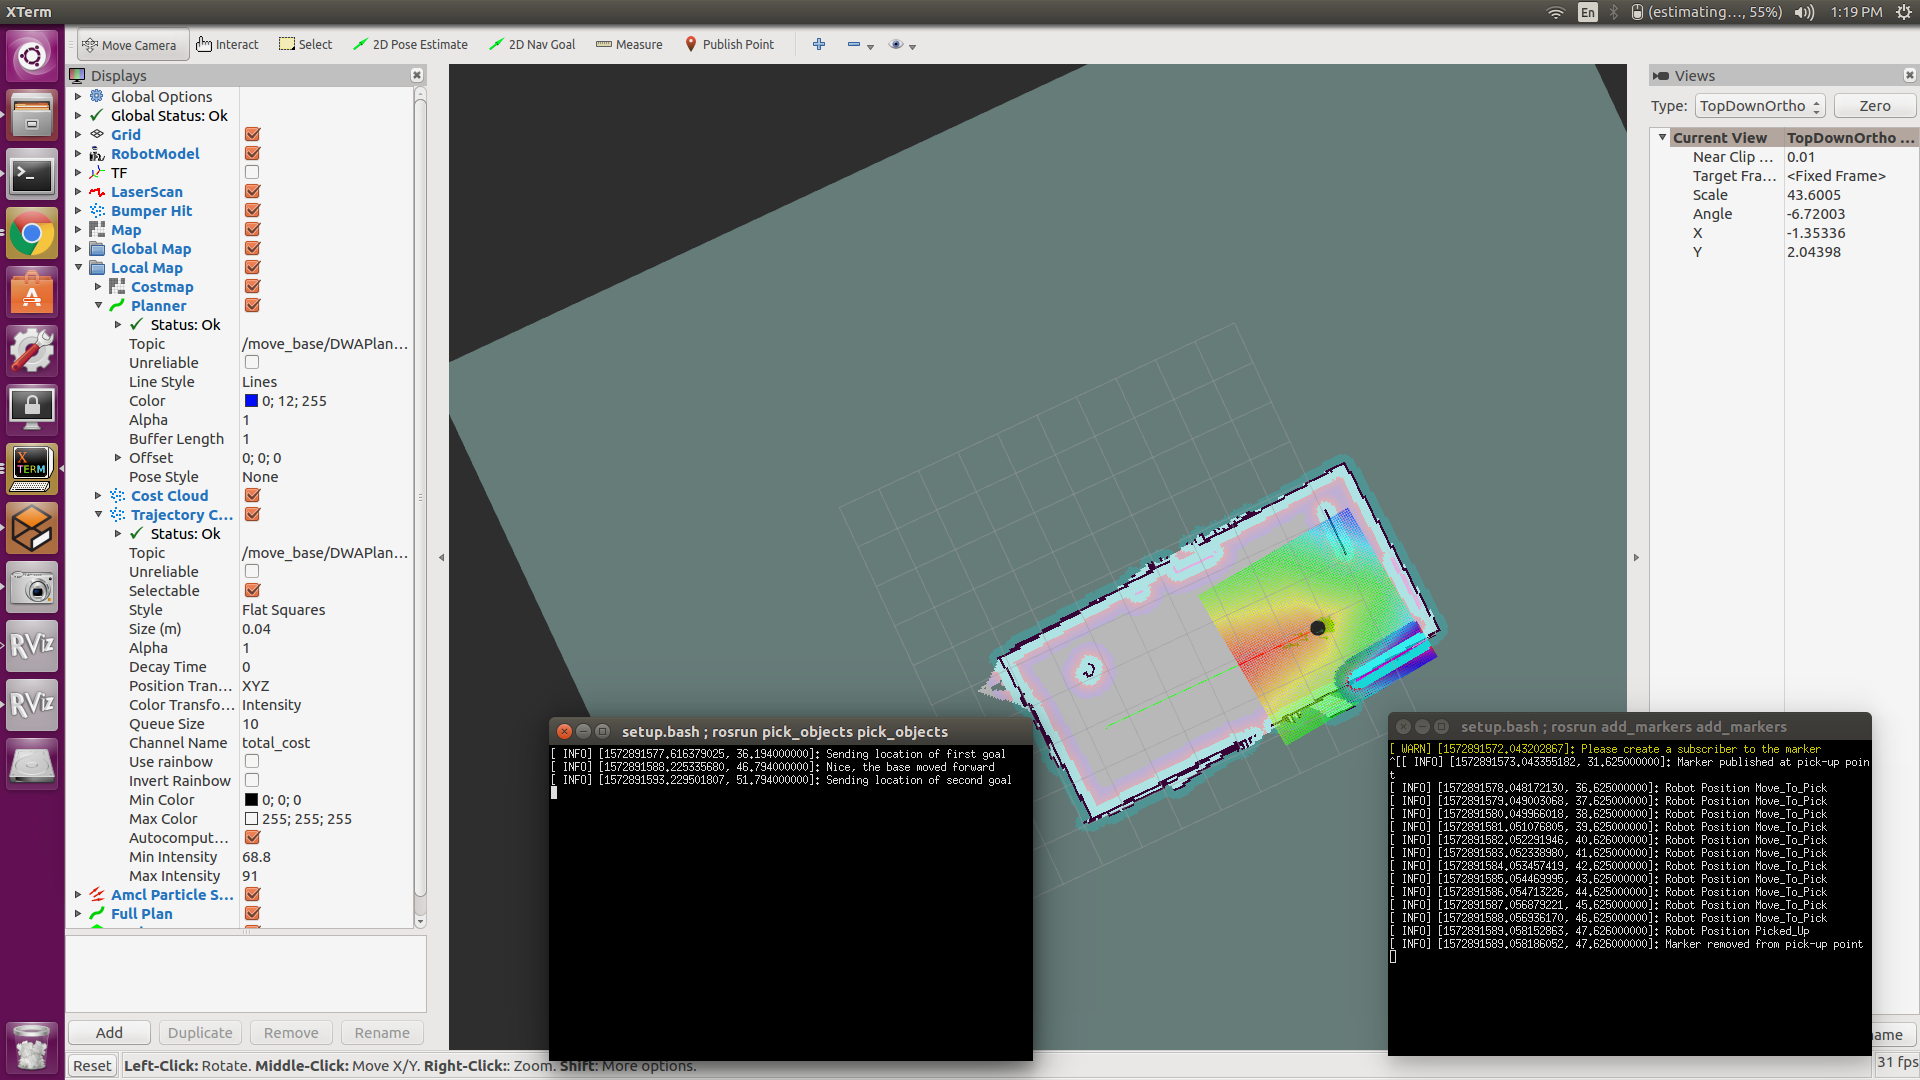 XTerm
En (estimating..., 55%) 1:19 PM
Move Camera Interact Select 2D Pose Estimate 2D Nav Goal Measure Publish Point
Displays
Global Options
Global Status: Ok
Grid
RobotModel
TF
LaserScan
Bumper Hit
Map
Global Map
Local Map
Costmap
Planner
Status: Ok
Topic /move_base/DWAPlan...
Unreliable
Line Style Lines
Color 0; 12; 255
Alpha 1
Buffer Length 1
Offset 0; 0; 0
Pose Style None
Cost Cloud
Trajectory C...
Status: Ok
Topic /move_base/DWAPlan...
Unreliable
Selectable
Style Flat Squares
Size (m) 0.04
Alpha 1
Decay Time 0
Position Tran... XYZ
Color Transfo... Intensity
Queue Size 10
Channel Name total_cost
Use rainbow
Invert Rainbow
Min Color 0; 0; 0
Max Color 255; 255; 255
Autocomput...
Min Intensity 68.8
Max Intensity 91
Amcl Particle S...
Full Plan
Add Duplicate Remove Rename
Reset Left-Click: Rotate. Middle-Click: Move X/Y. Right-Click:: Zoom. Shift: More options.
X TERM
RViz
RViz
Views
Type: TopDownOrtho Zero
Current View TopDownOrtho ...
Near Clip ... 0.01
Target Fra... <Fixed Frame>
Scale 43.6005
Angle -6.72003
X -1.35336
Y 2.04398
ame
31 fps
setup.bash ; rosrun pick_objects pick_objects
[ INFO] [1572891577.616379025, 36.194000000]: Sending location of first goal
[ INFO] [1572891588.225335680, 46.794000000]: Nice, the base moved forward
[ INFO] [1572891593.229501807, 51.794000000]: Sending location of second goal
setup.bash ; rosrun add_markers add_markers
[ WARN] [1572891572.043202867]: Please create a subscriber to the marker
^[[ INFO] [1572891573.043355182, 31.625000000]: Marker published at pick-up poin
t
[ INFO] [1572891578.048172130, 36.625000000]: Robot Position Move_To_Pick
[ INFO] [1572891579.049003068, 37.625000000]: Robot Position Move_To_Pick
[ INFO] [1572891580.049966018, 38.625000000]: Robot Position Move_To_Pick
[ INFO] [1572891581.051076805, 39.625000000]: Robot Position Move_To_Pick
[ INFO] [1572891582.052291946, 40.626000000]: Robot Position Move_To_Pick
[ INFO] [1572891583.052338980, 41.625000000]: Robot Position Move_To_Pick
[ INFO] [1572891584.053457419, 42.625000000]: Robot Position Move_To_Pick
[ INFO] [1572891585.054469995, 43.625000000]: Robot Position Move_To_Pick
[ INFO] [1572891586.054713226, 44.625000000]: Robot Position Move_To_Pick
[ INFO] [1572891587.056879221, 45.625000000]: Robot Position Move_To_Pick
[ INFO] [1572891588.056936170, 46.625000000]: Robot Position Move_To_Pick
[ INFO] [1572891589.058152863, 47.626000000]: Robot Position Picked_Up
[ INFO] [1572891589.058186052, 47.626000000]: Marker removed from pick-up point